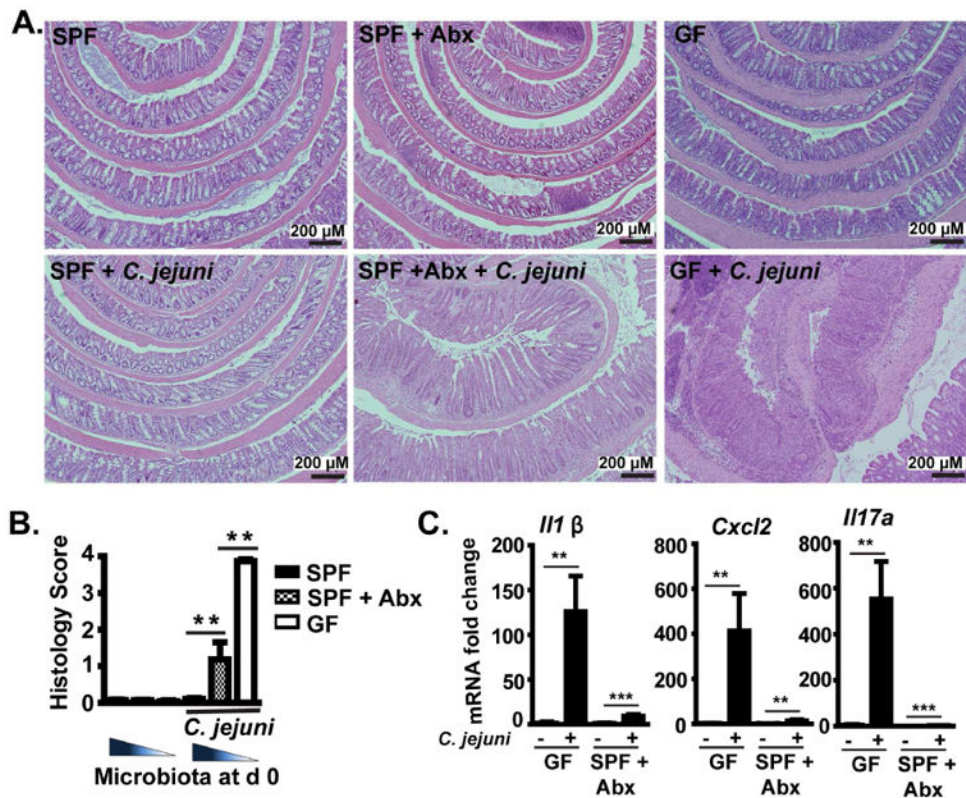 A.
SPF
SPF + Abx
GF
200 µM
200 µM
200 µM
SPF + C. jejuni
SPF +Abx + C. jejuni
GF + C. jejuni
200 µM
200 µM
200 µM
B.
Histology Score
4
3
2
1
0
**
**
SPF
SPF + Abx
GF
C. jejuni
Microbiota at d 0
C.
mRNA fold change
Il1 β
200
150
100
50
0
**
***
Cxcl2
800
600
400
200
0
**
**
Il17a
800
600
400
200
0
**
***
C. jejuni
- + - +
GF SPF + Abx
- + - +
GF SPF + Abx
- + - +
GF SPF + Abx